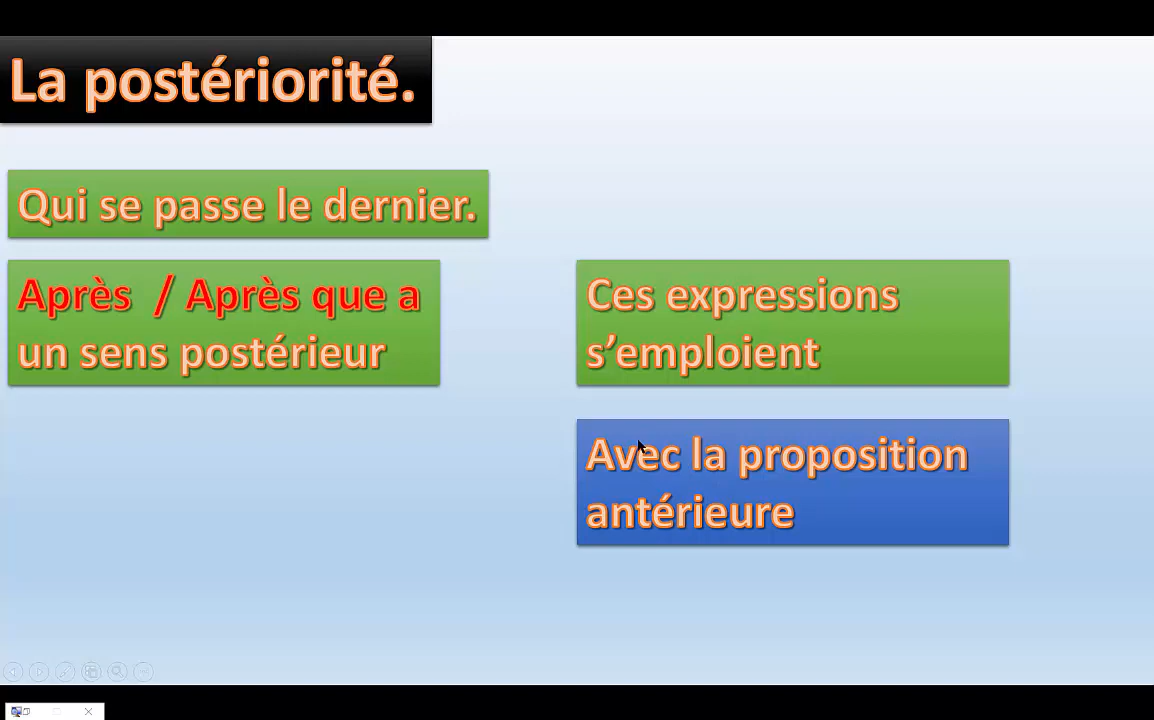 La postériorité.
Qui se passe le dernier.
Après / Après que a
un sens postérieur
Ces expressions
s’emploient
Avec la proposition
antérieure